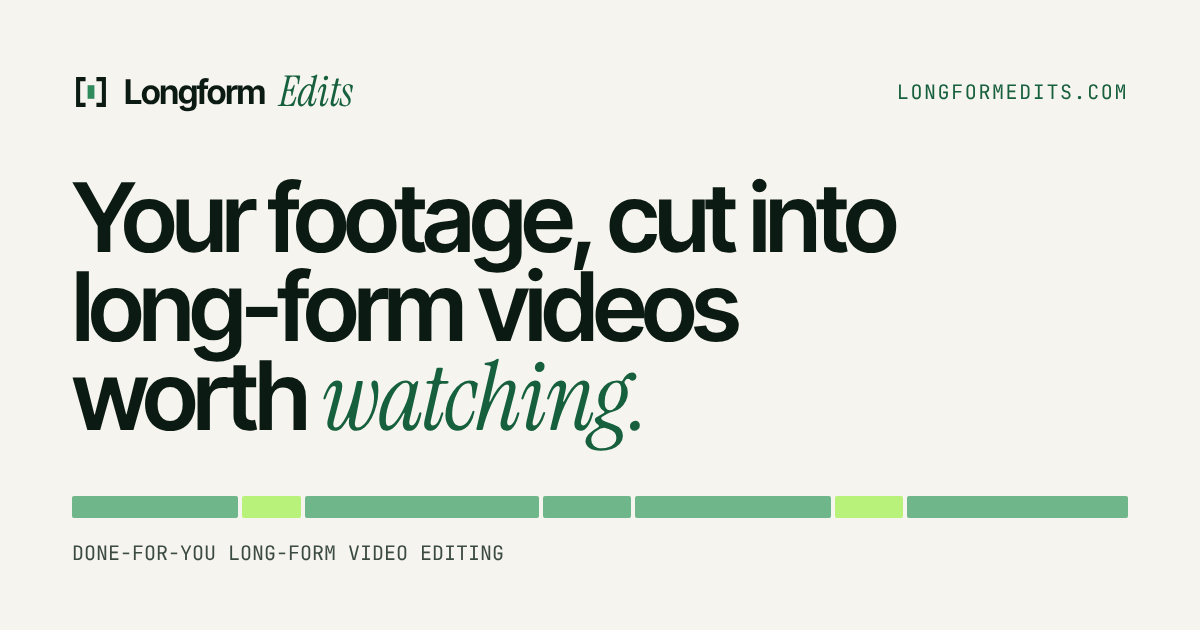 Longform Edits
LONGFORMEDITS.COM
Your footage, cut into
long-form videos
worth watching.
DONE-FOR-YOU LONG-FORM VIDEO EDITING